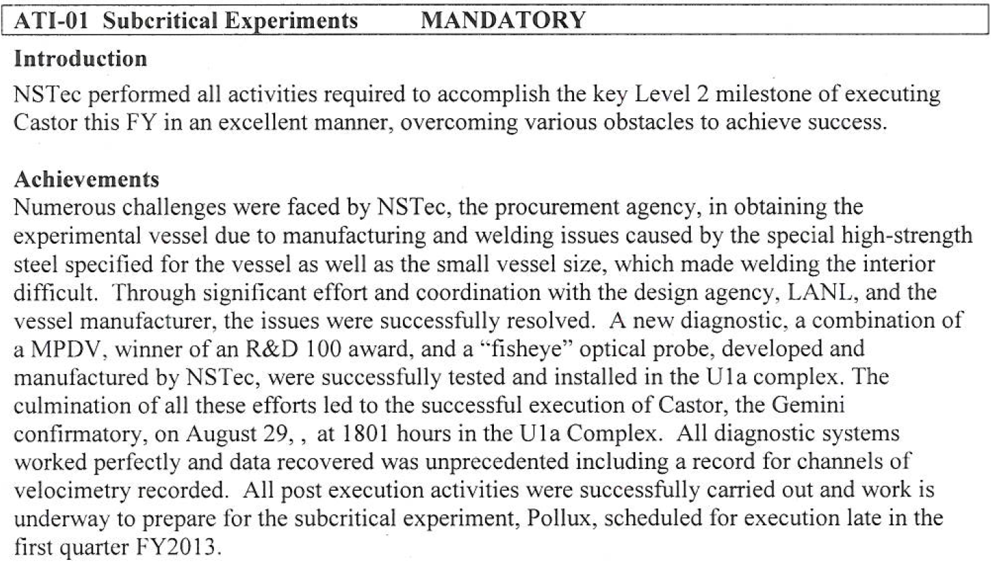 ATI-01 Subcritical Experiments MANDATORY
Introduction
NSTec performed all activities required to accomplish the key Level 2 milestone of executing
Castor this FY in an excellent manner, overcoming various obstacles to achieve success.
Achievements
Numerous challenges were faced by NSTec, the procurement agency, in obtaining the
experimental vessel due to manufacturing and welding issues caused by the special high-strength
steel specified for the vessel as well as the small vessel size, which made welding the interior
difficult. Through significant effort and coordination with the design agency, LANL, and the
vessel manufacturer, the issues were successfully resolved. A new diagnostic, a combination of
a MPDV, winner of an R&D 100 award, and a “fisheye” optical probe, developed and
manufactured by NSTec, were successfully tested and installed in the U1a complex. The
culmination of all these efforts led to the successful execution of Castor, the Gemini
confirmatory, on August 29, , at 1801 hours in the U1a Complex. All diagnostic systems
worked perfectly and data recovered was unprecedented including a record for channels of
velocimetry recorded. All post execution activities were successfully carried out and work is
underway to prepare for the subcritical experiment, Pollux, scheduled for execution late in the
first quarter FY2013.